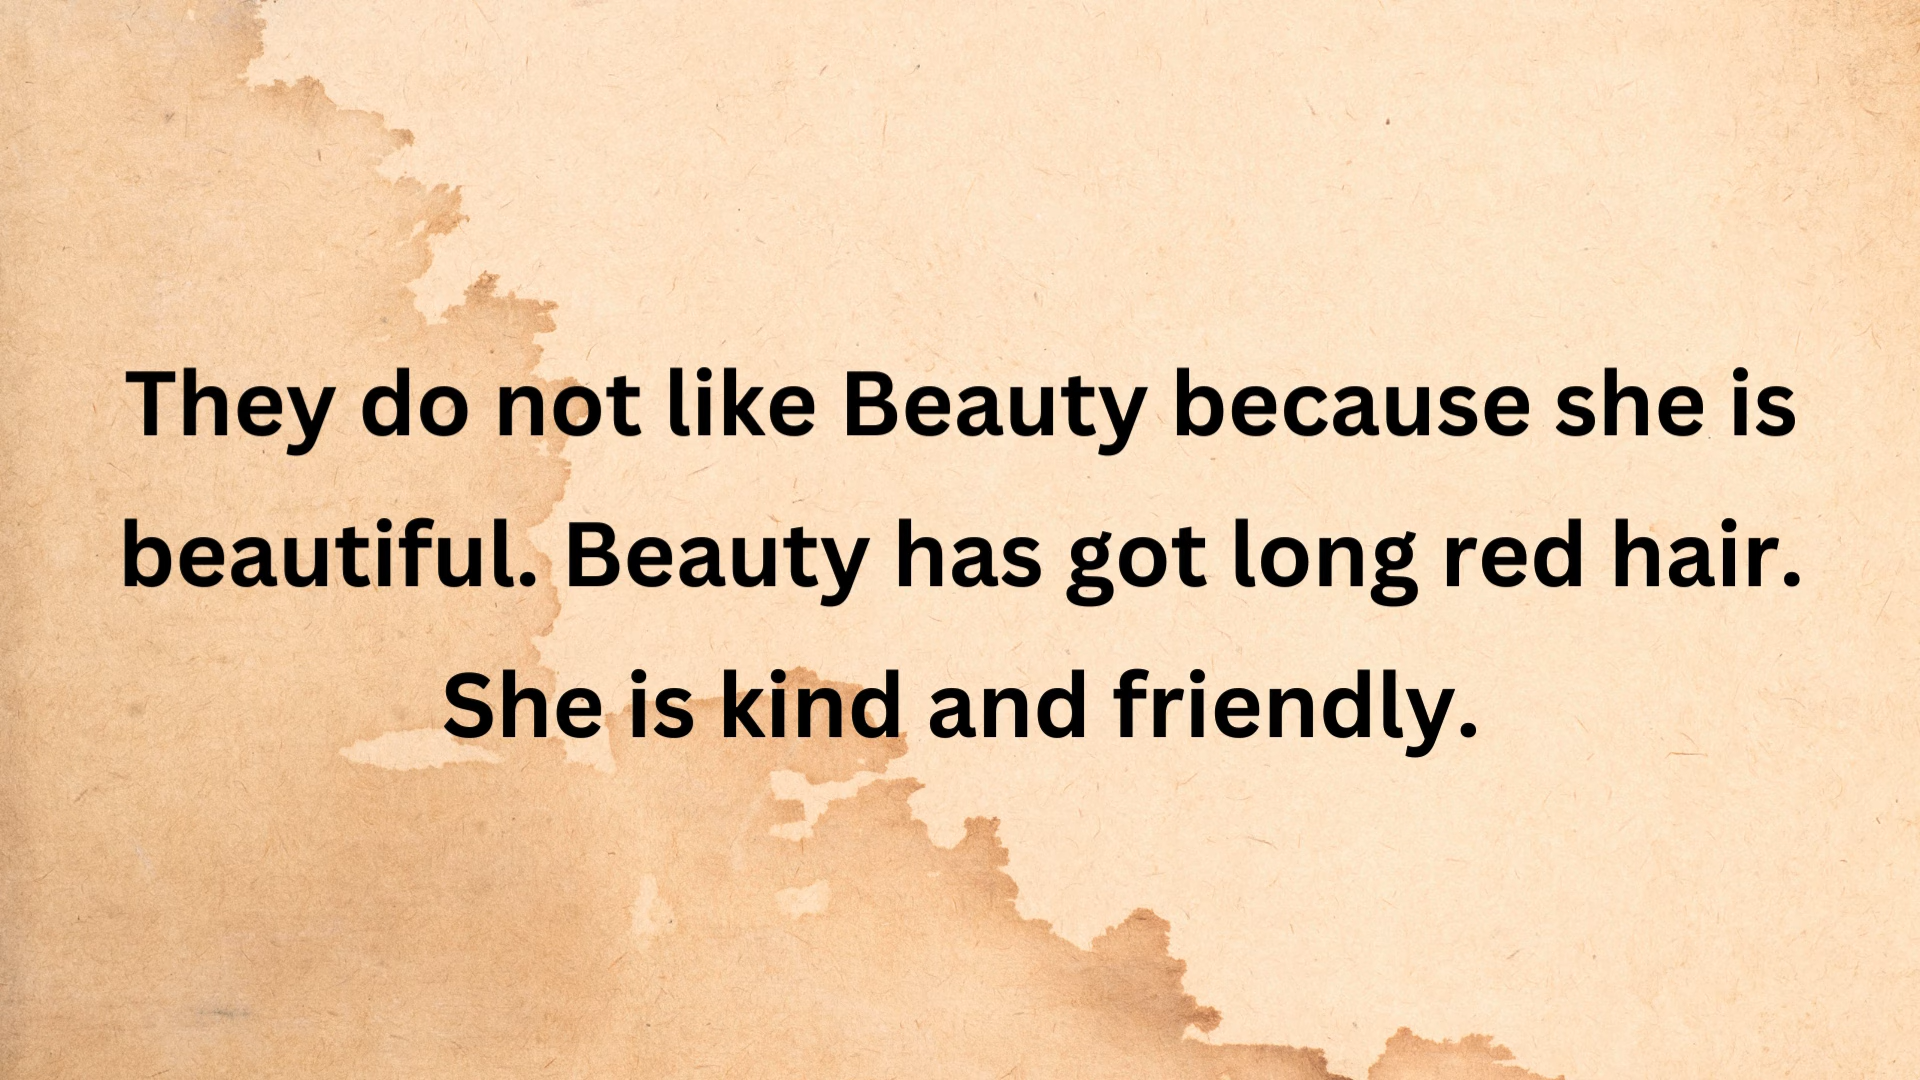 They do not like Beauty because she is
beautiful. Beauty has got long red hair.
She is kind and friendly.